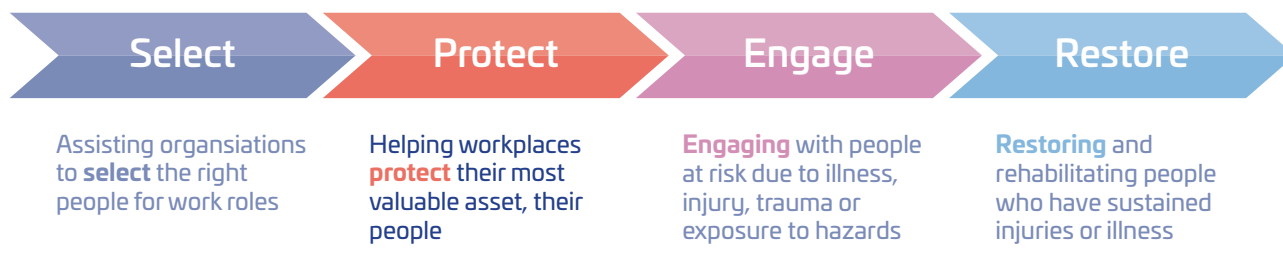 Select
Protect
Engage
Restore
Assisting organsiations
to select the right
people for work roles
Helping workplaces
protect their most
valuable asset, their
people
Engaging with people
at risk due to illness,
injury, trauma or
exposure to hazards
Restoring and
rehabilitating people
who have sustained
injuries or illness